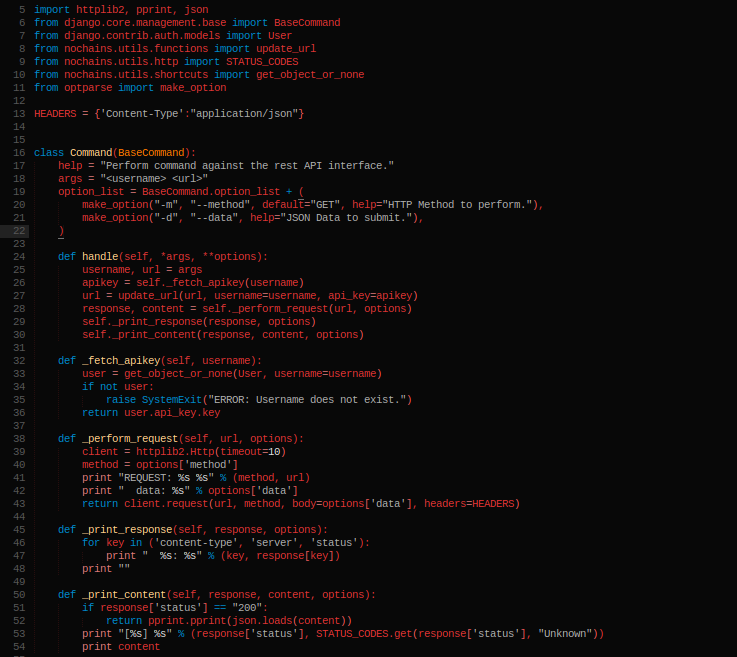 5 import httplib2, pprint, json
6 from django.core.management.base import BaseCommand
7 from django.contrib.auth.models import User
8 from nochains.utils.functions import update_url
9 from nochains.utils.http import STATUS_CODES
10 from nochains.utils.shortcuts import get_object_or_none
11 from optparse import make_option
12
13 HEADERS = {'Content-Type':"application/json"}
14
15
16 class Command(BaseCommand):
17     help = "Perform command against the rest API interface."
18     args = "<username> <url>"
19     option_list = BaseCommand.option_list + (
20         make_option("-m", "--method", default="GET", help="HTTP Method to perform."),
21         make_option("-d", "--data", help="JSON Data to submit."),
22     )
23
24     def handle(self, *args, **options):
25         username, url = args
26         apikey = self._fetch_apikey(username)
27         url = update_url(url, username=username, api_key=apikey)
28         response, content = self._perform_request(url, options)
29         self._print_response(response, options)
30         self._print_content(response, content, options)
31
32     def _fetch_apikey(self, username):
33         user = get_object_or_none(User, username=username)
34         if not user:
35             raise SystemExit("ERROR: Username does not exist.")
36         return user.api_key.key
37
38     def _perform_request(self, url, options):
39         client = httplib2.Http(timeout=10)
40         method = options['method']
41         print "REQUEST: %s %s" % (method, url)
42         print "  data: %s" % options['data']
43         return client.request(url, method, body=options['data'], headers=HEADERS)
44
45     def _print_response(self, response, options):
46         for key in ('content-type', 'server', 'status'):
47             print "  %s: %s" % (key, response[key])
48         print ""
49
50     def _print_content(self, response, content, options):
51         if response['status'] == "200":
52             return pprint.pprint(json.loads(content))
53         print "[%s] %s" % (response['status'], STATUS_CODES.get(response['status'], "Unknown"))
54         print content